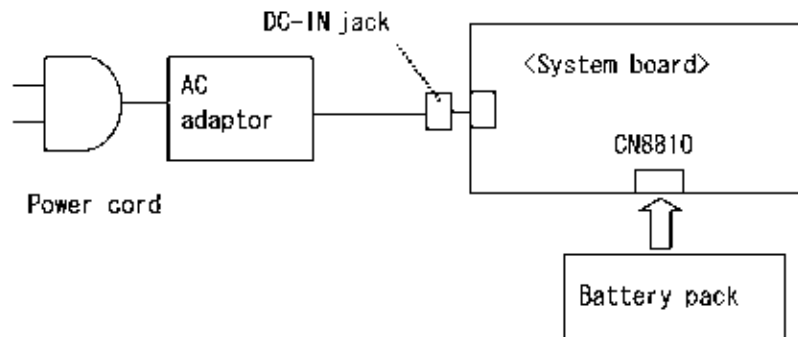 DC-IN jack
<System board>
AC
adaptor
CN8810
Power cord
Battery pack